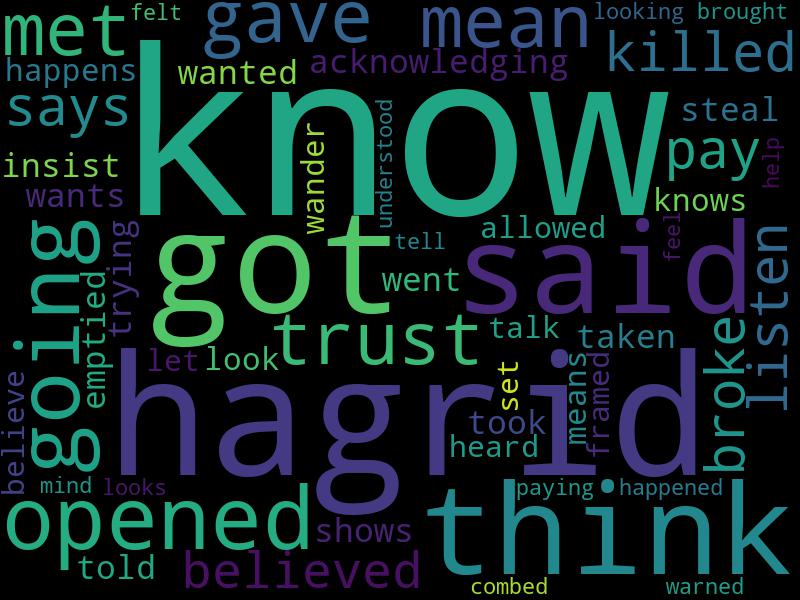 met
felt
gave
mean
looking
brought
killed
happens
wanted
acknowledging
says
know
steal
pay
help
insist
wander
understood
wants
knows
going
trying
got
tell
allowed
said
feel
listen
emptied
went
trust
talk
taken
broke
let
look
set
means
framed
believe
hagrid
took
heard
mind
looks
paying
happened
opened
shows
think
told
believed
combed
warned